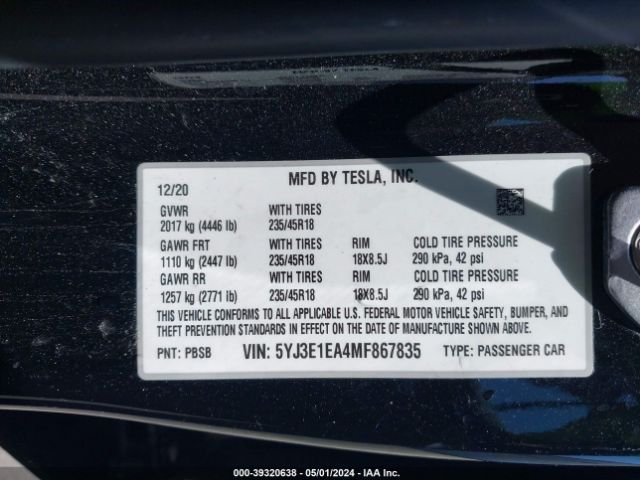 MFD BY TESLA, INC.
12/20
GVWR WITH TIRES
2017 kg (4446 lb) 235/45R18
GAWR FRT WITH TIRES RIM COLD TIRE PRESSURE
1110 kg (2447 lb) 235/45R18 18X8.5J 290 kPa, 42 psi
GAWR RR WITH TIRES RIM COLD TIRE PRESSURE
1257 kg (2771 lb) 235/45R18 18X8.5J 290 kPa, 42 psi
THIS VEHICLE CONFORMS TO ALL APPLICABLE U.S. FEDERAL MOTOR VEHICLE SAFETY, BUMPER, AND
THEFT PREVENTION STANDARDS IN EFFECT ON THE DATE OF MANUFACTURE SHOWN ABOVE.
PNT: PBSB VIN: 5YJ3E1EA4MF867835 TYPE: PASSENGER CAR
000-39320638 - 05/01/2024 - IAA Inc.